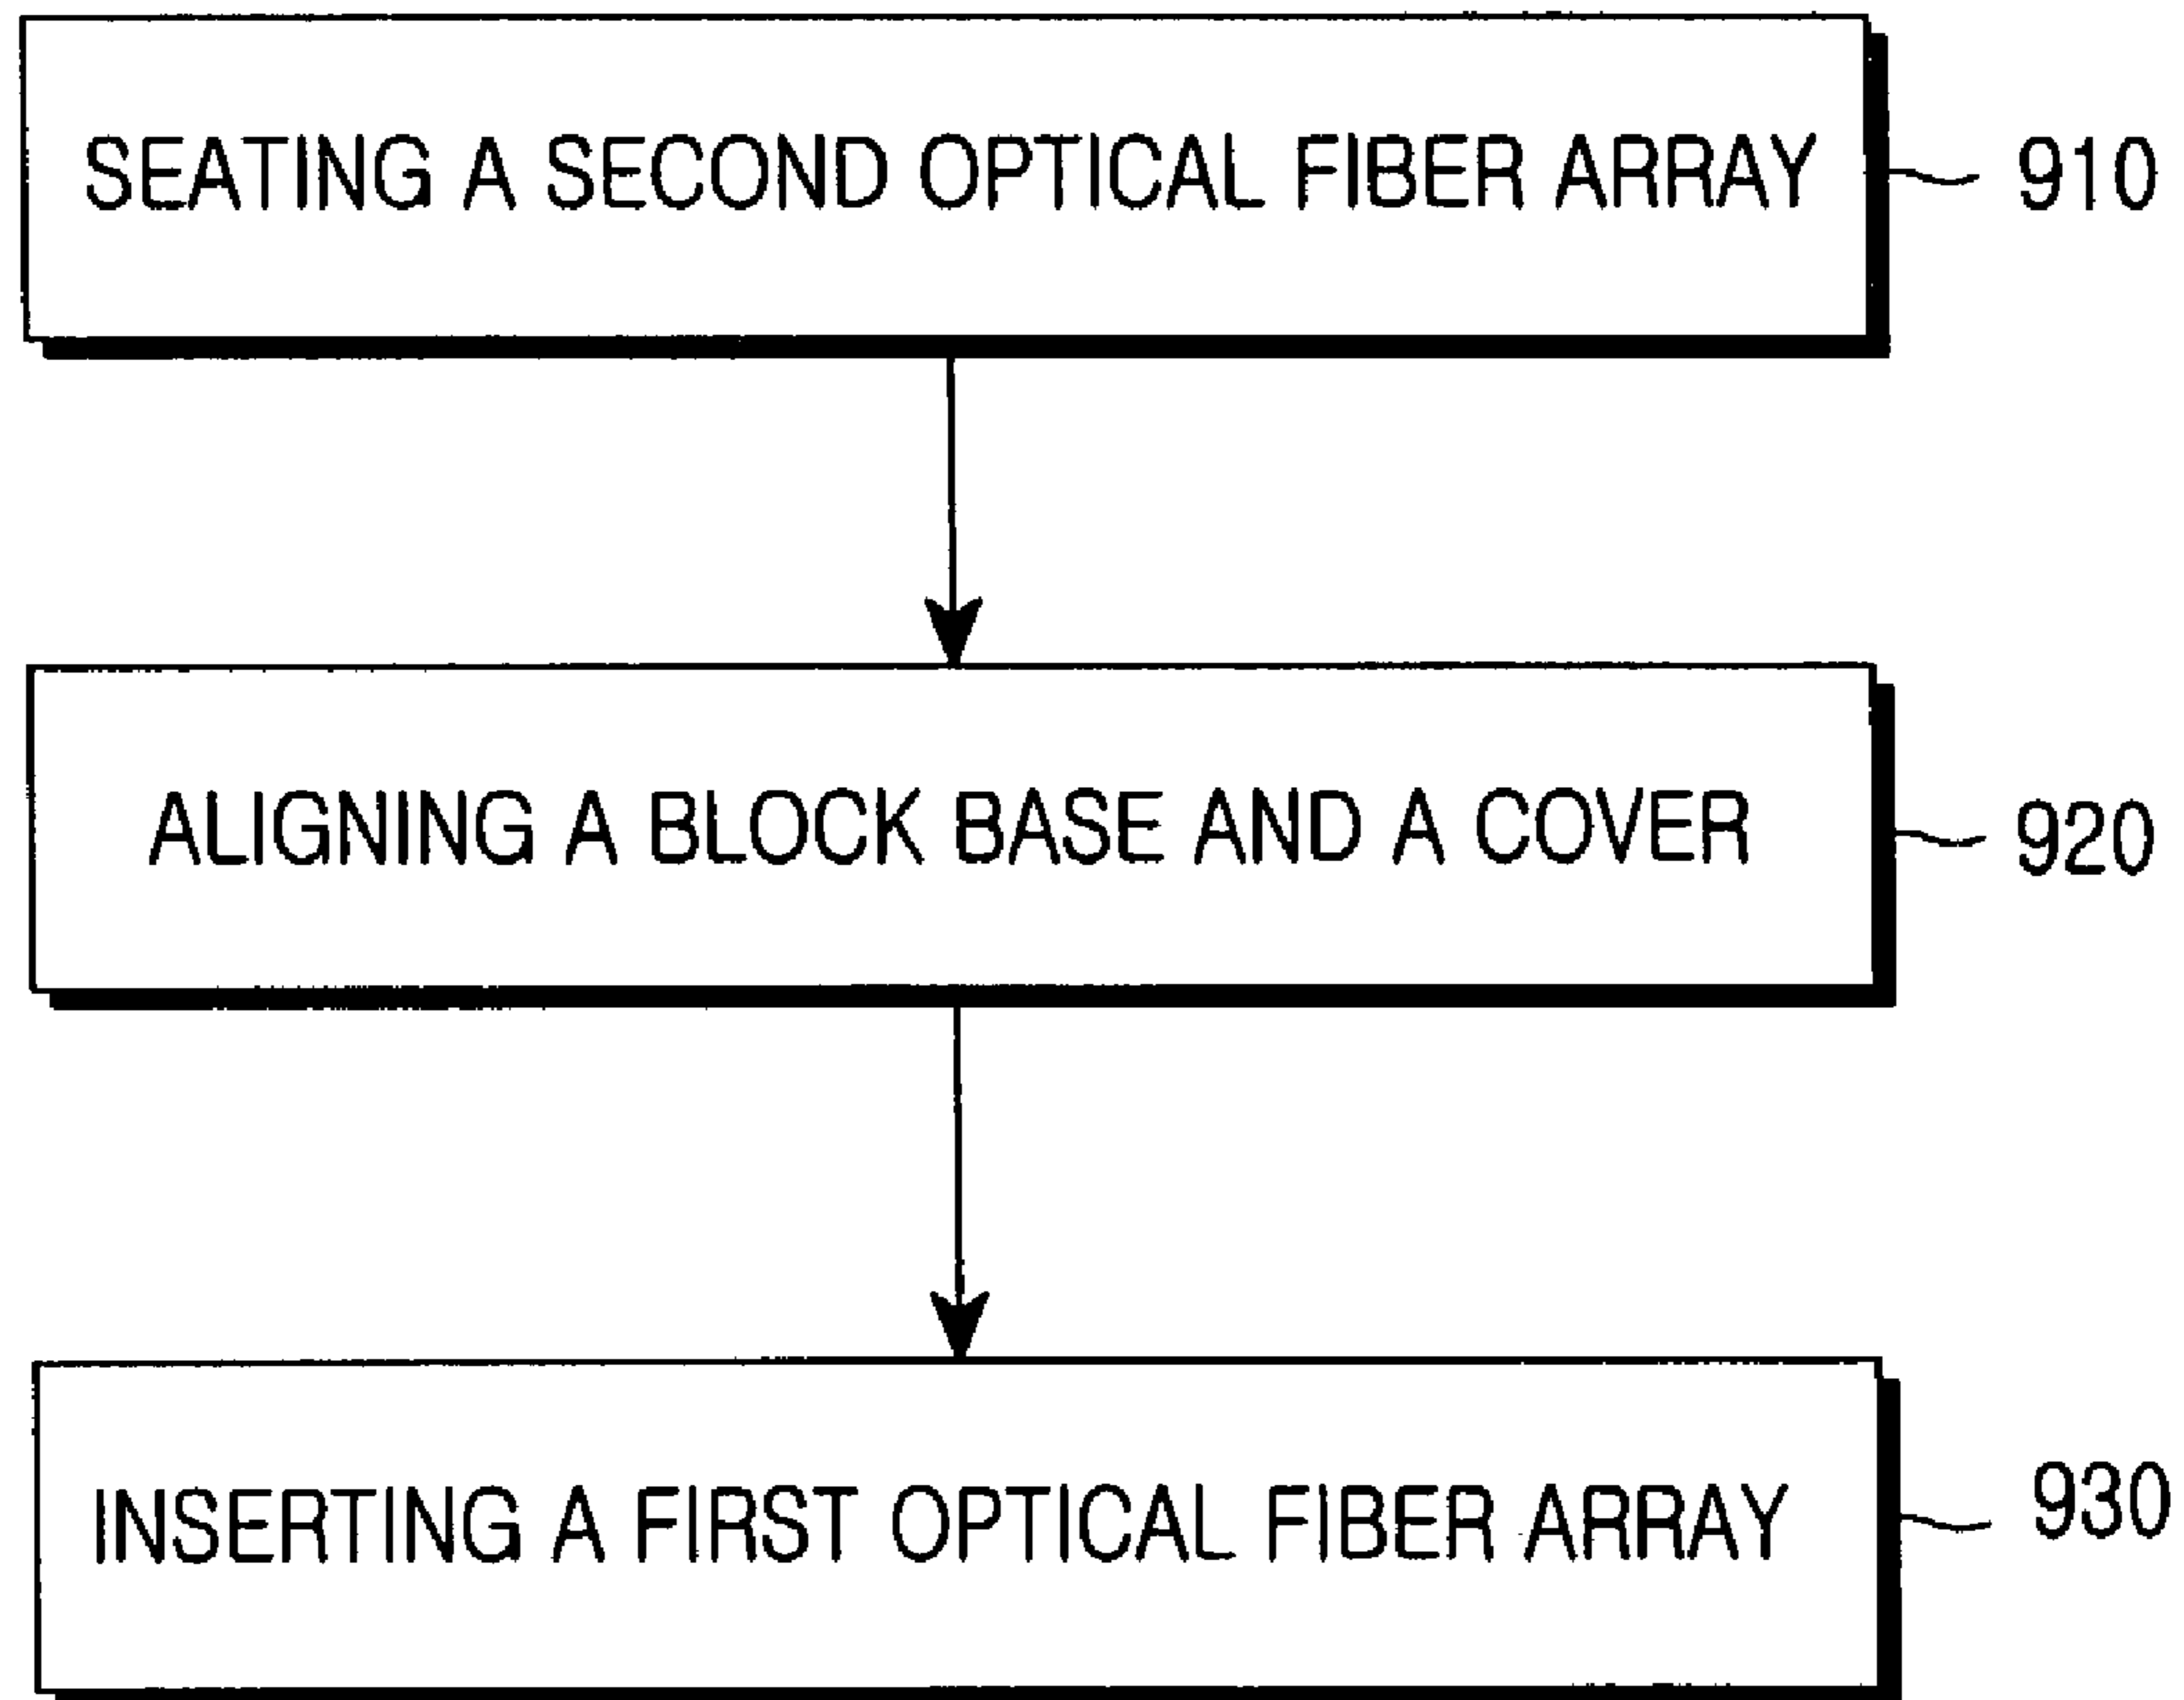 SEATING A SECOND OPTICAL FIBER ARRAY
910
ALIGNING A BLOCK BASE AND A COVER
920
INSERTING A FIRST OPTICAL FIBER ARRAY
930